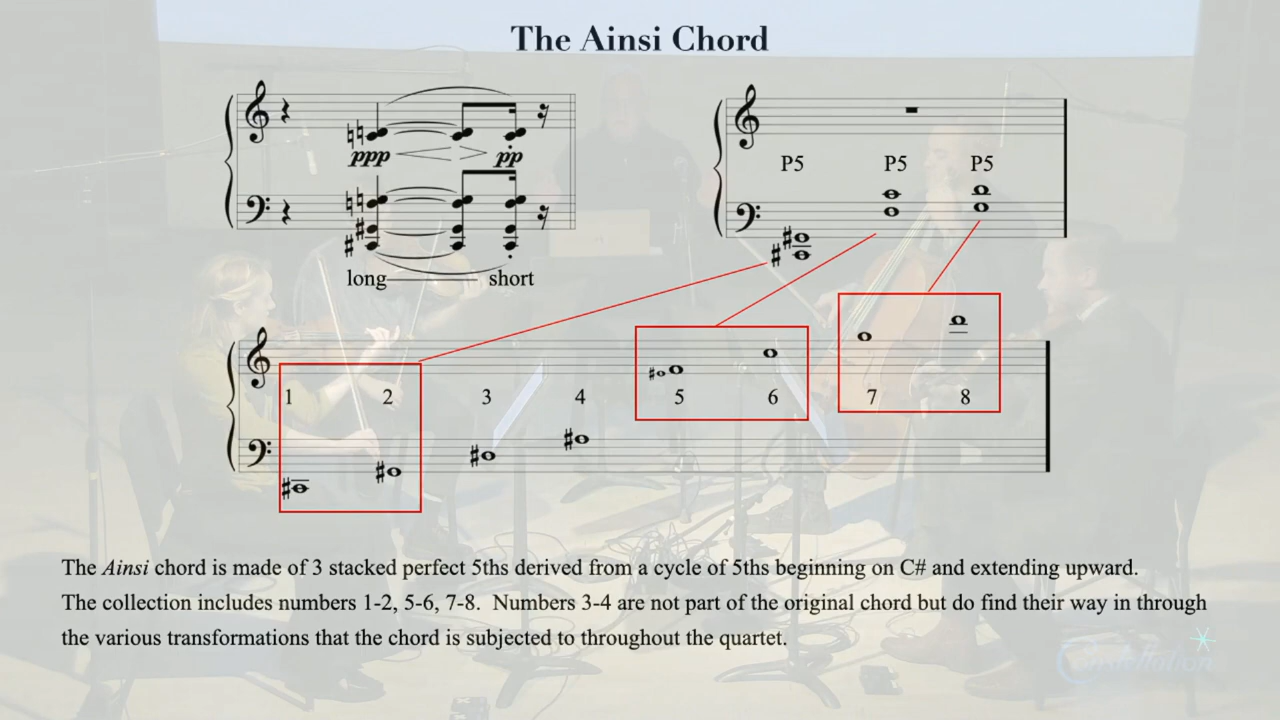 The Ainsi Chord
ppp pp
long short
P5 P5 P5
1 2 3 4 5 6 7 8
The Ainsi chord is made of 3 stacked perfect 5ths derived from a cycle of 5ths beginning on C# and extending upward.
The collection includes numbers 1-2, 5-6, 7-8. Numbers 3-4 are not part of the original chord but do find their way in through
the various transformations that the chord is subjected to throughout the quartet.
Constellation